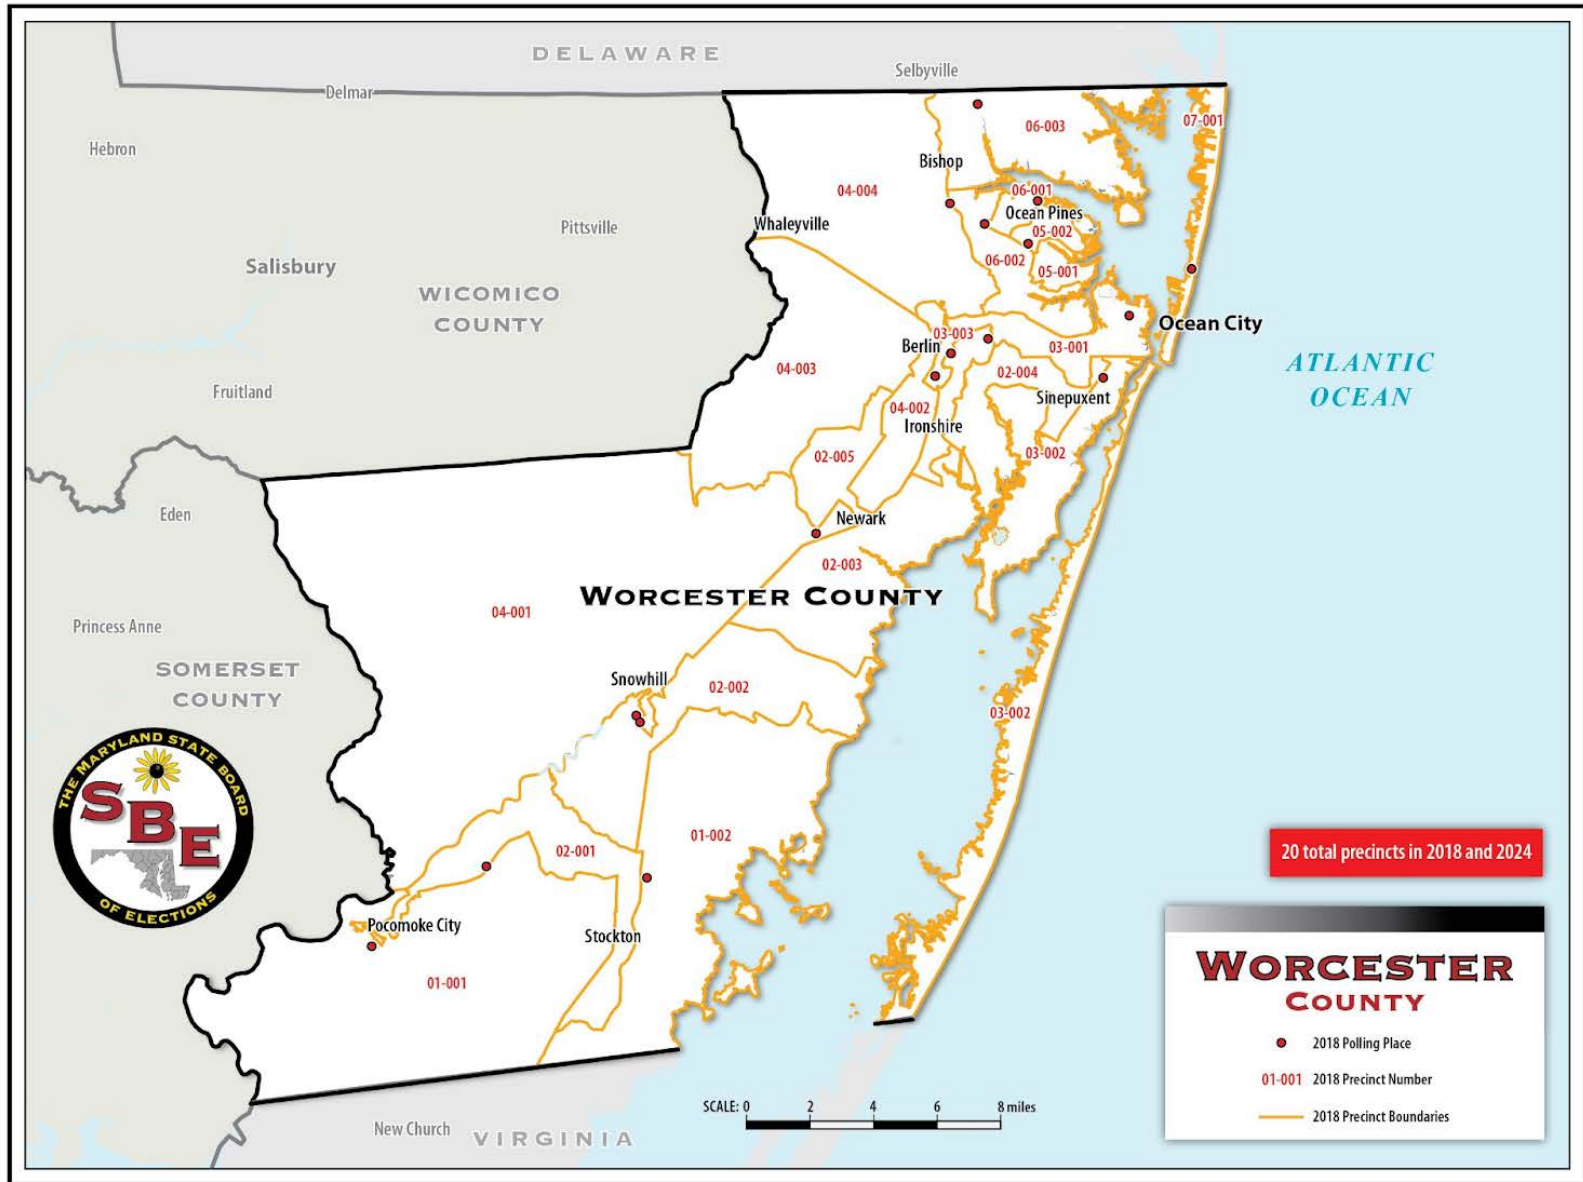 DELAWARE
Selbyville
Delmar
Hebron
06-003
07-001
Bishop
04-004
06-001
Ocean Pines
Whaleyville
Pittsville
05-002
06-002
05-001
Salisbury
WICOMICO
COUNTY
Ocean City
03-003
Berlin
03-001
04-003
02-004
ATLANTIC
OCEAN
Fruitland
Sinepuxent
04-002
Ironshire
02-005
03-002
Eden
Newark
02-003
WORCESTER COUNTY
04-001
Princess Anne
SOMERSET
COUNTY
Snowhill
02-002
03-002
THE MARYLAND STATE BOARD
SBE
OF ELECTIONS
01-002
02-001
20 total precincts in 2018 and 2024
Pocomoke City
Stockton
01-001
WORCESTER
COUNTY
2018 Polling Place
01-001 2018 Precinct Number
2018 Precinct Boundaries
SCALE: 0 2 4 6 8 miles
New Church
VIRGINIA